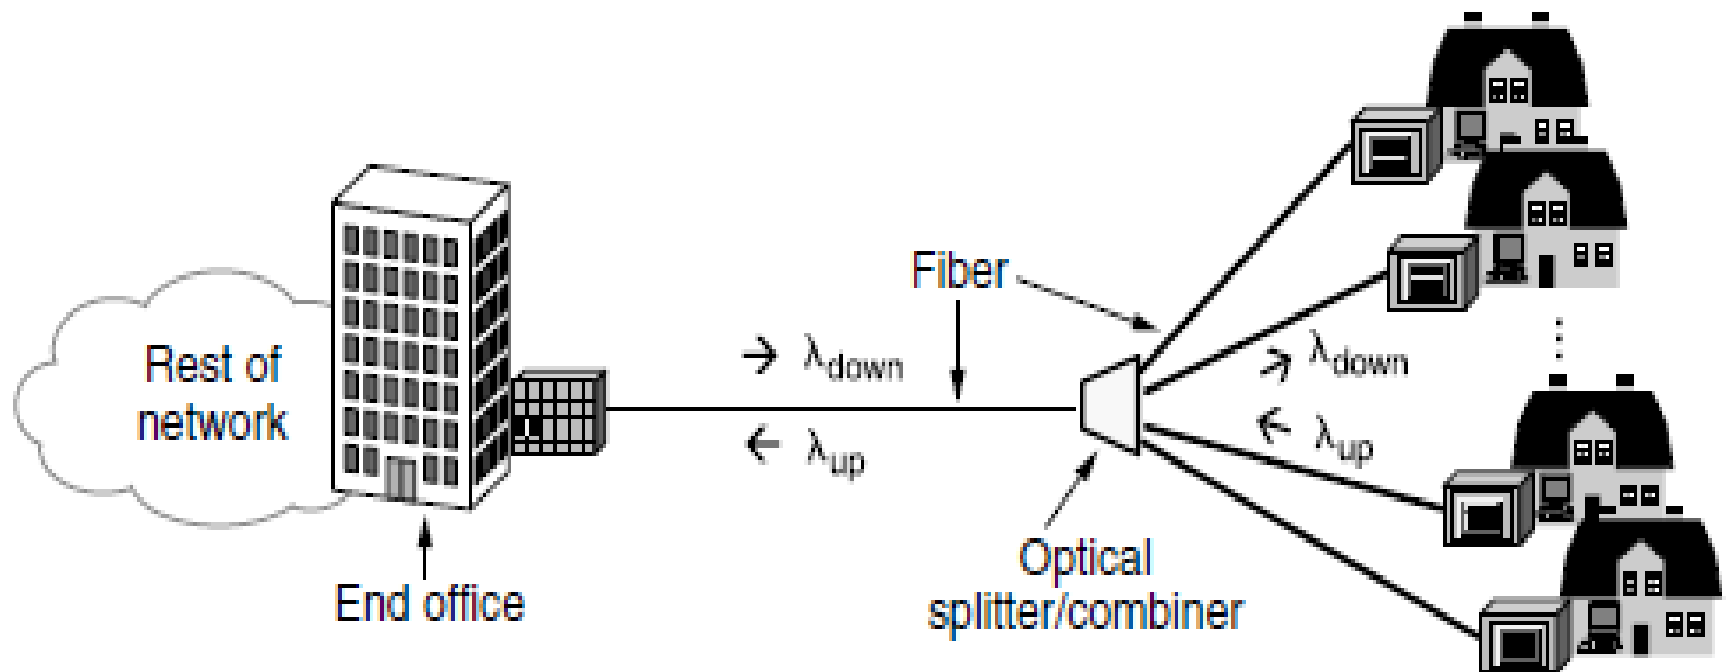 Rest of
network
End office
λdown
λup
Fiber
Optical
splitter/combiner
λdown
λup